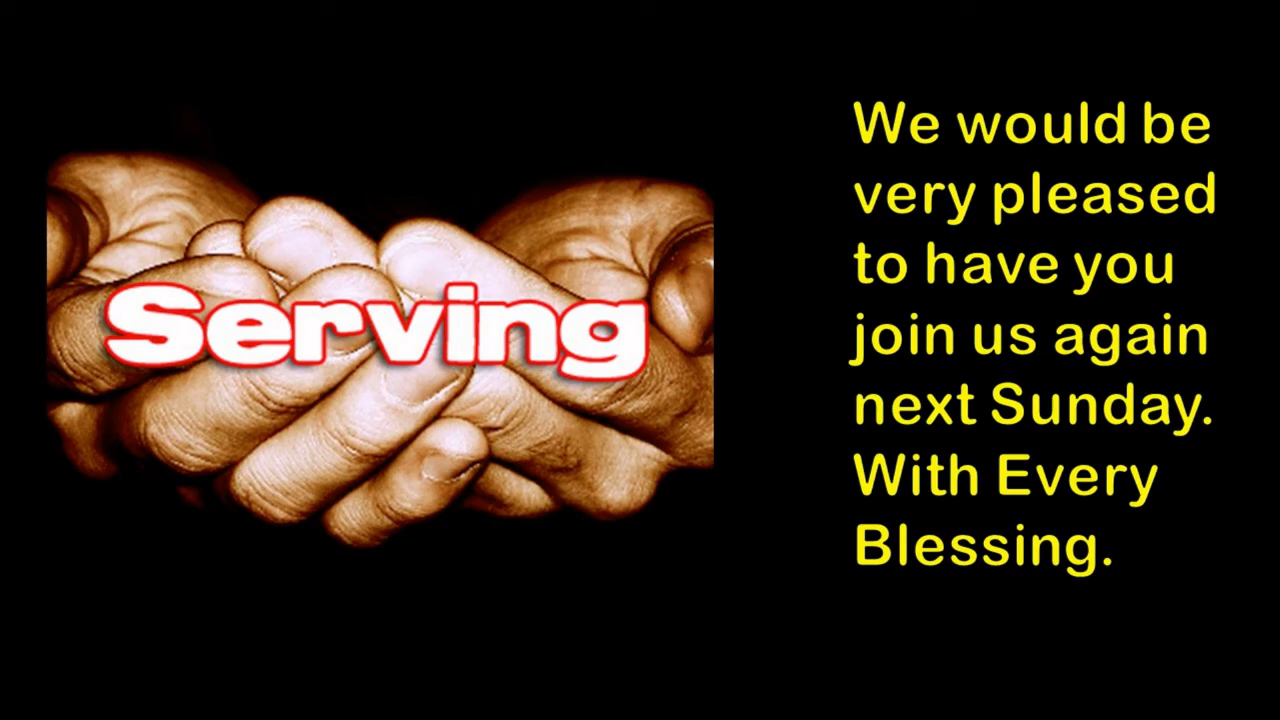 Serving
We would be
very pleased
to have you
join us again
next Sunday.
With Every
Blessing.